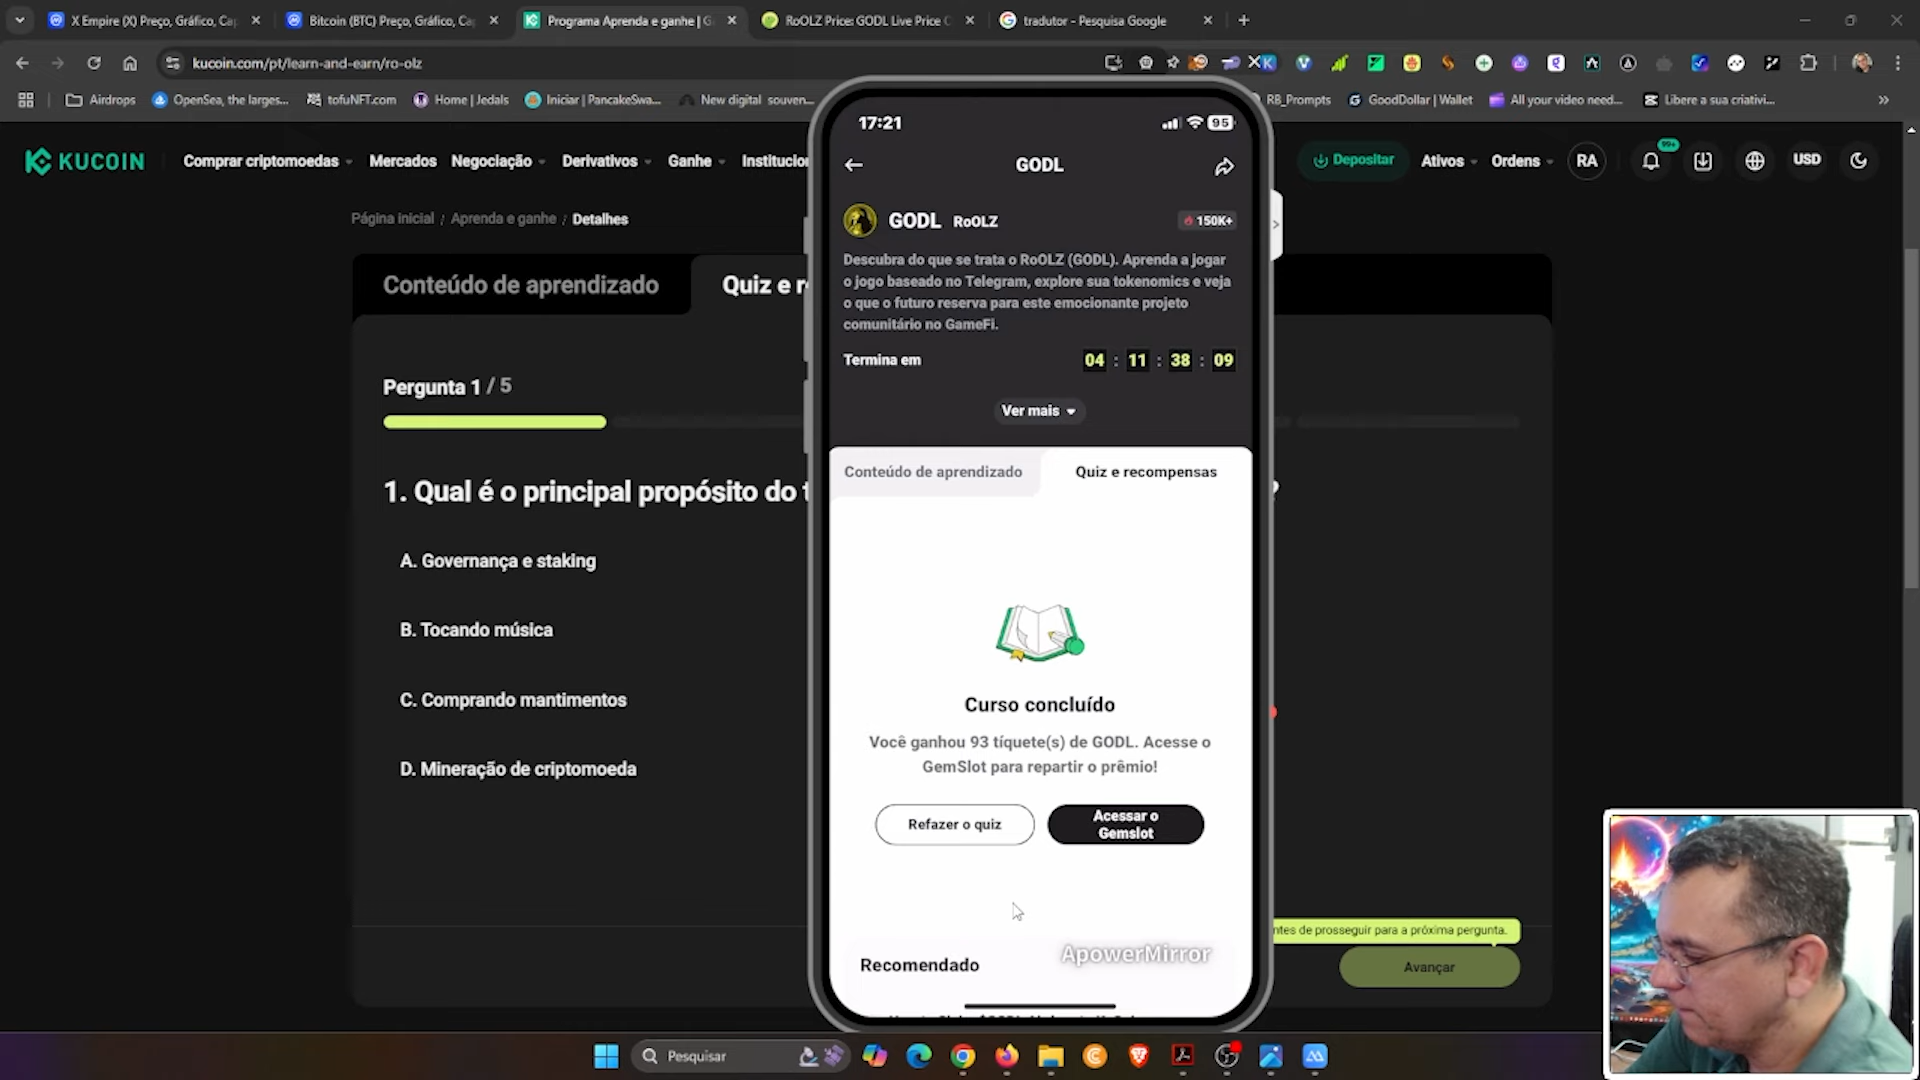 X Empire (X) Preço, Gráfico, Ca
Bitcoin (BTC) Preço, Gráfico, Ca
Programa Aprenda e ganhe | G
RoOLZ Price: GODL Live Price C
tradutor - Pesquisa Google
kucoin.com/pt/learn-and-earn/ro-olz
Airdrops
OpenSea, the larges...
tofuNFT.com
Home | Jedals
Iniciar | PancakeSwa...
New digital souven...
RB_Prompts
GoodDollar | Wallet
All your video need...
Libere a sua criativi...
KUCOIN
Comprar criptomoedas
Mercados
Negociação
Derivativos
Ganhe
Institucion
Depositar
Ativos
Ordens
RA
99+
USD
Página inicial / Aprenda e ganhe / Detalhes
Conteúdo de aprendizado
Quiz e r
Pergunta 1 / 5
1. Qual é o principal propósito do t
?
A. Governança e staking
B. Tocando música
C. Comprando mantimentos
D. Mineração de criptomoeda
ntes de prosseguir para a próxima pergunta.
Avançar
17:21
95
GODL
GODL RoOLZ
150K+
Descubra do que se trata o RoOLZ (GODL). Aprenda a jogar
o jogo baseado no Telegram, explore sua tokenomics e veja
o que o futuro reserva para este emocionante projeto
comunitário no GameFi.
Termina em
04 : 11 : 38 : 09
Ver mais
Conteúdo de aprendizado
Quiz e recompensas
Curso concluído
Você ganhou 93 tíquete(s) de GODL. Acesse o
GemSlot para repartir o prêmio!
Refazer o quiz
Acessar o
Gemslot
ApowerMirror
Recomendado
Pesquisar